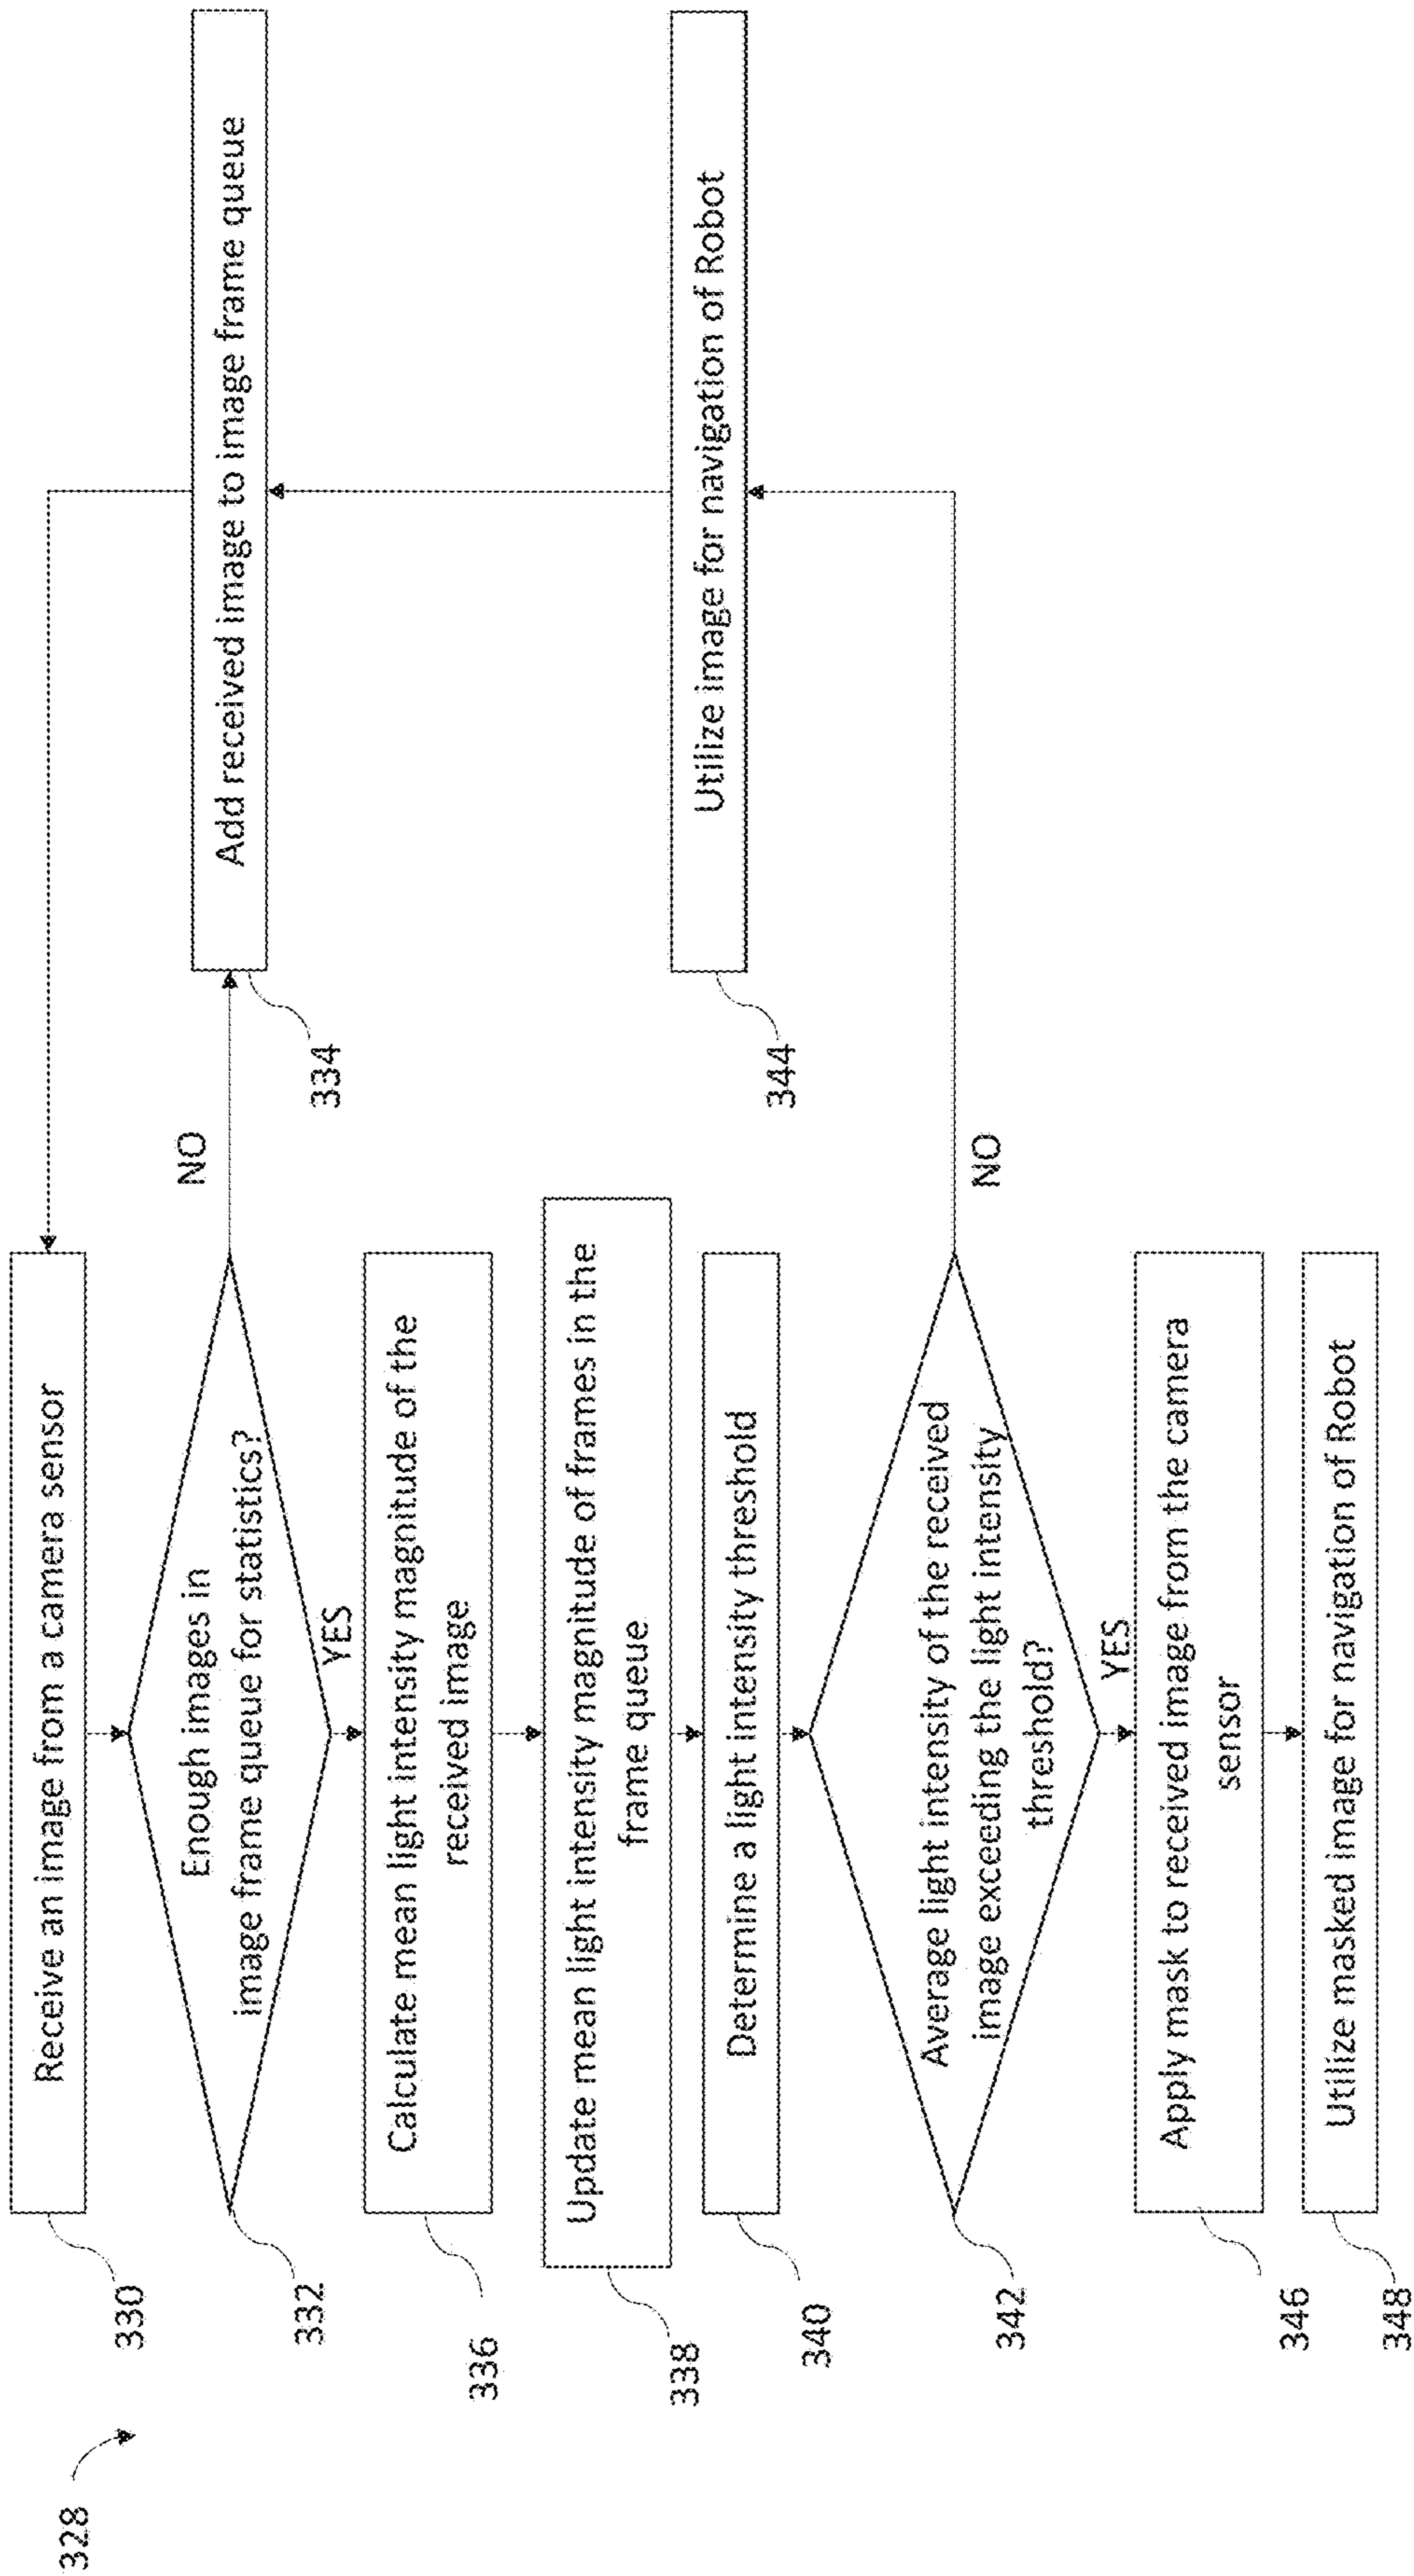 328
330
Receive an image from a camera sensor
332
Enough images in
image frame queue for statistics?
NO
334
Add received image to image frame queue
YES
336
Calculate mean light intensity magnitude of the
received image
338
Update mean light intensity magnitude of frames in the
frame queue
340
Determine a light intensity threshold
342
Average light intensity of the received
image exceeding the light intensity
threshold?
NO
344
Utilize image for navigation of Robot
YES
346
Apply mask to received image from the camera
sensor
348
Utilize masked image for navigation of Robot